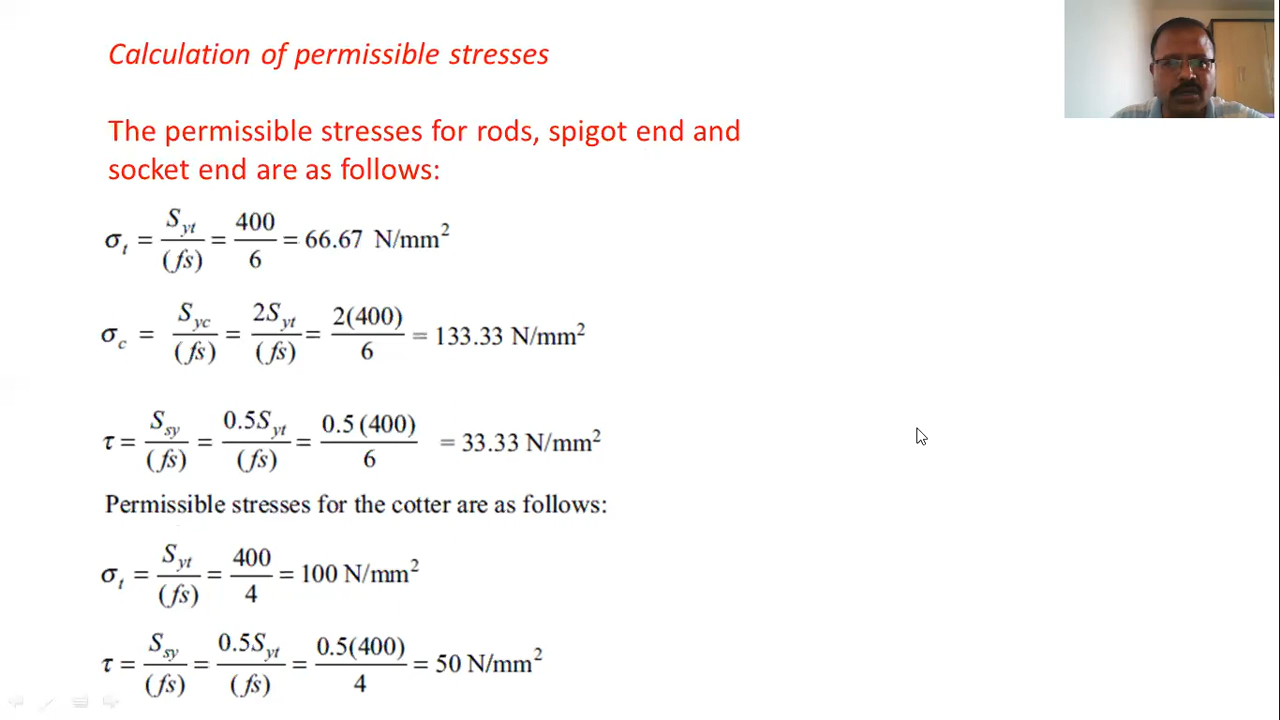 Calculation of permissible stresses
The permissible stresses for rods, spigot end and
socket end are as follows:
σt = Syt/(fs) = 400/6 = 66.67 N/mm²
σc = Syc/(fs) = 2Syt/(fs) = 2(400)/6 = 133.33 N/mm²
τ = Ssy/(fs) = 0.5Syt/(fs) = 0.5(400)/6 = 33.33 N/mm²
Permissible stresses for the cotter are as follows:
σt = Syt/(fs) = 400/4 = 100 N/mm²
τ = Ssy/(fs) = 0.5Syt/(fs) = 0.5(400)/4 = 50 N/mm²